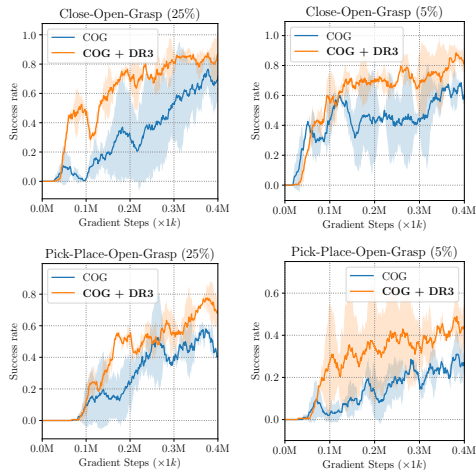 Close-Open-Grasp (25%)
COG
COG + DR3
Success rate
1.0
0.8
0.6
0.4
0.2
0.0
0.0M 0.1M 0.2M 0.3M 0.4M
Gradient Steps (×1k)
Close-Open-Grasp (5%)
COG
COG + DR3
Success rate
1.0
0.8
0.6
0.4
0.2
0.0
0.0M 0.1M 0.2M 0.3M 0.4M
Gradient Steps (×1k)
Pick-Place-Open-Grasp (25%)
COG
COG + DR3
Success rate
0.8
0.6
0.4
0.2
0.0
0.0M 0.1M 0.2M 0.3M 0.4M
Gradient Steps (×1k)
Pick-Place-Open-Grasp (5%)
COG
COG + DR3
Success rate
0.6
0.4
0.2
0.0
0.0M 0.1M 0.2M 0.3M 0.4M
Gradient Steps (×1k)